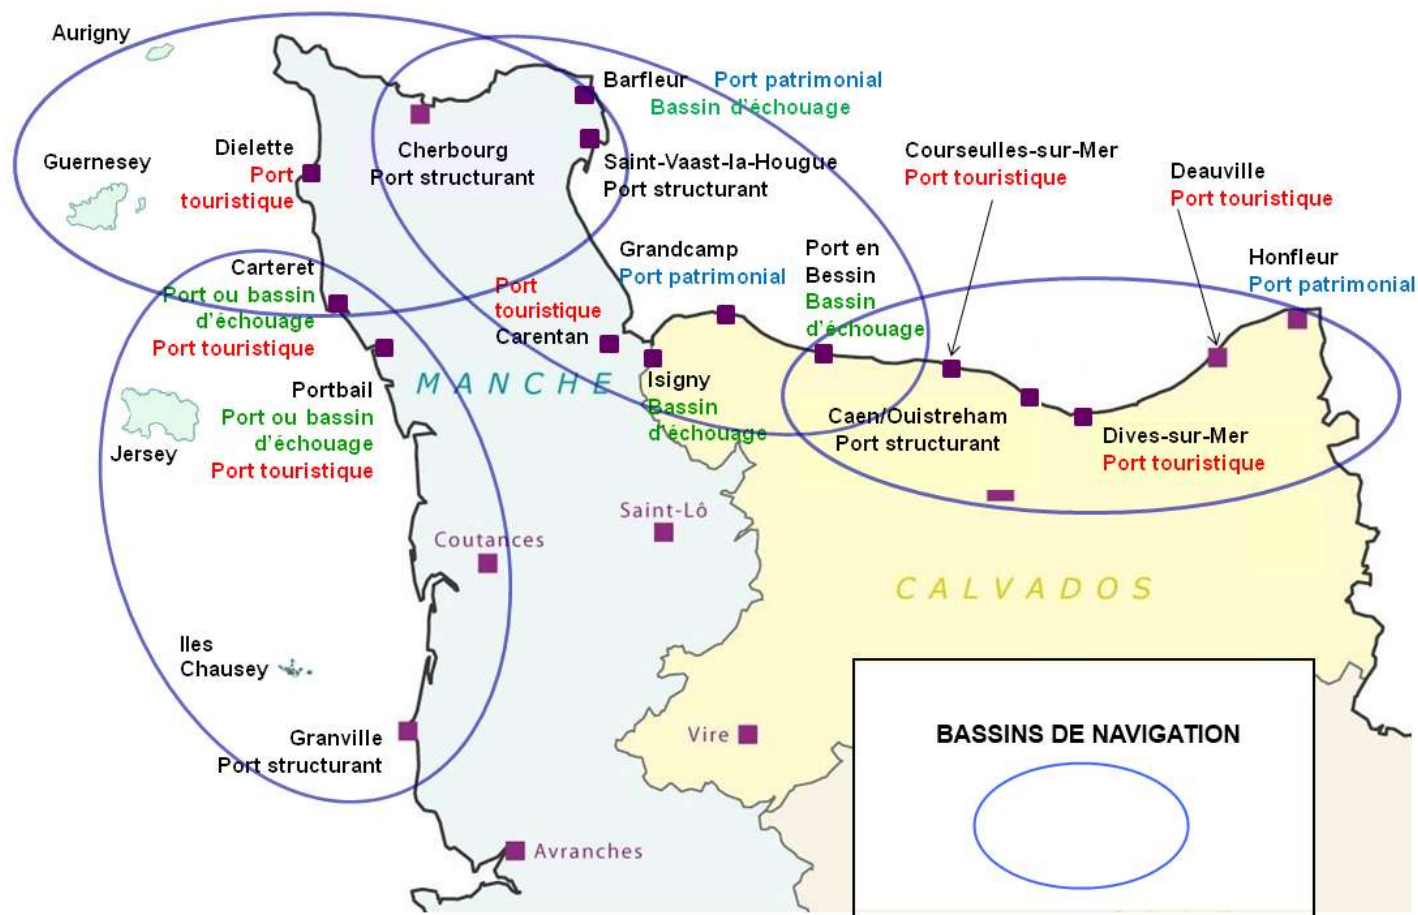 Aurigny
Barfleur Port patrimonial
Bassin d'échouage
Guernesey
Dielette
Port
touristique
Cherbourg
Port structurant
Saint-Vaast-la-Hougue
Port structurant
Courseulles-sur-Mer
Port touristique
Deauville
Port touristique
Carteret
Port ou bassin
d'échouage
Port touristique
Port
touristique
Carentan
Grandcamp
Port patrimonial
Port en
Bessin
Bassin
d'échouage
Honfleur
Port patrimonial
MANCHE
Portbail
Port ou bassin
d'échouage
Port touristique
Jersey
Isigny
Bassin
d'échouage
Caen/Ouistreham
Port structurant
Dives-sur-Mer
Port touristique
Saint-Lô
Coutances
CALVADOS
Iles
Chausey
Granville
Port structurant
Vire
BASSINS DE NAVIGATION
Avranches